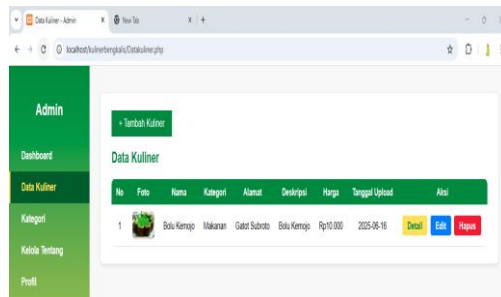 Data Kuliner - Admin
New Tab
localhost/kulinerbengkalis/Datakuliner.php
Admin
Dashboard
Data Kuliner
Kategori
Kelola Tentang
Profil
+ Tambah Kuliner
Data Kuliner
No Foto Nama Kategori Alamat Deskripsi Harga Tanggal Upload Aksi
1 Bolu Kemojo Makanan Gatot Subroto Bolu Kemojo Rp10.000 2025-06-16 Detail Edit Hapus